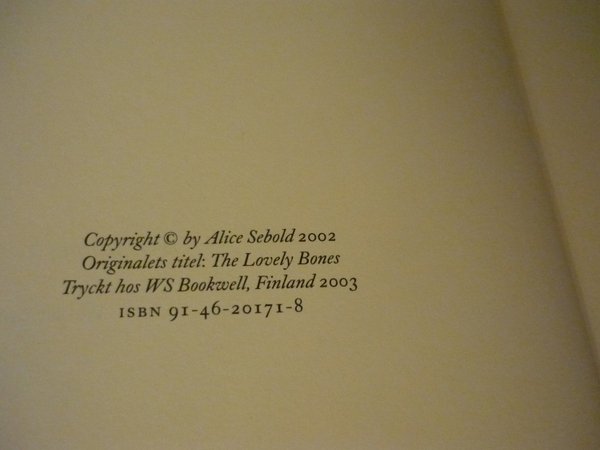 Copyright © by Alice Sebold 2002
Originalets titel: The Lovely Bones
Tryckt hos WS Bookwell, Finland 2003
ISBN 91-46-20171-8